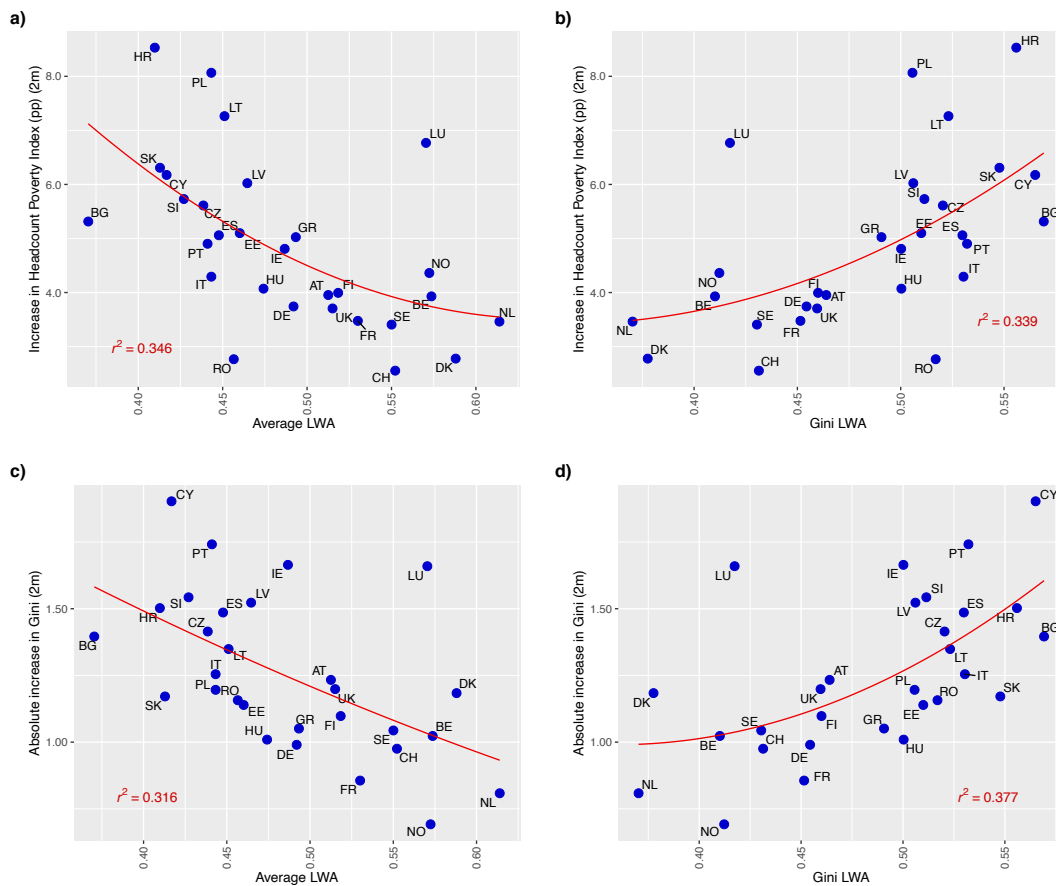 a)
Increase in Headcount Poverty Index (pp) (2m)
8.0
6.0
4.0
HR
PL
LT
LU
SK
CY
LV
SI
BG
CZ
ES
GR
PT
EE
IE
IT
HU
NO
AT
FI
BE
DE
UK
SE
NL
FR
RO
CH
DK
r² = 0.346
0.40
0.45
0.50
0.55
0.60
Average LWA
b)
Increase in Headcount Poverty Index (pp) (2m)
8.0
6.0
4.0
HR
PL
LT
LU
LV
SK
SI
CY
CZ
BG
GR
EE
ES
IE
PT
IT
NO
HU
BE
FI
DE
AT
NL
SE
FR
UK
DK
CH
RO
r² = 0.339
0.40
0.45
0.50
0.55
Gini LWA
c)
Absolute increase in Gini (2m)
1.50
1.00
CY
PT
IE
LU
SI
LV
HR
ES
CZ
BG
LT
IT
AT
PL
RO
DK
SK
UK
EE
GR
FI
BE
HU
SE
DE
CH
FR
NL
NO
r² = 0.316
0.40
0.45
0.50
0.55
0.60
Average LWA
d)
Absolute increase in Gini (2m)
1.50
1.00
CY
PT
IE
LU
SI
LV
ES
HR
CZ
BG
LT
AT
IT
PL
DK
UK
RO
SK
EE
SE
FI
GR
BE
CH
DE
HU
FR
NL
NO
r² = 0.377
0.40
0.45
0.50
0.55
Gini LWA